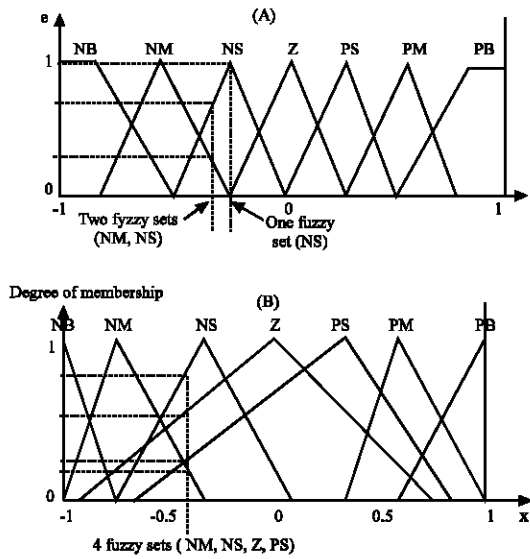 (A)
e
NB NM NS Z PS PM PB
1
0
-1 0 1
Two fyzzy sets
(NM, NS)
One fuzzy
set (NS)
Degree of membership
(B)
NB NM NS Z PS PM PB
1
0
-1 -0.5 0 0.5 1 x
4 fuzzy sets ( NM, NS, Z, PS)